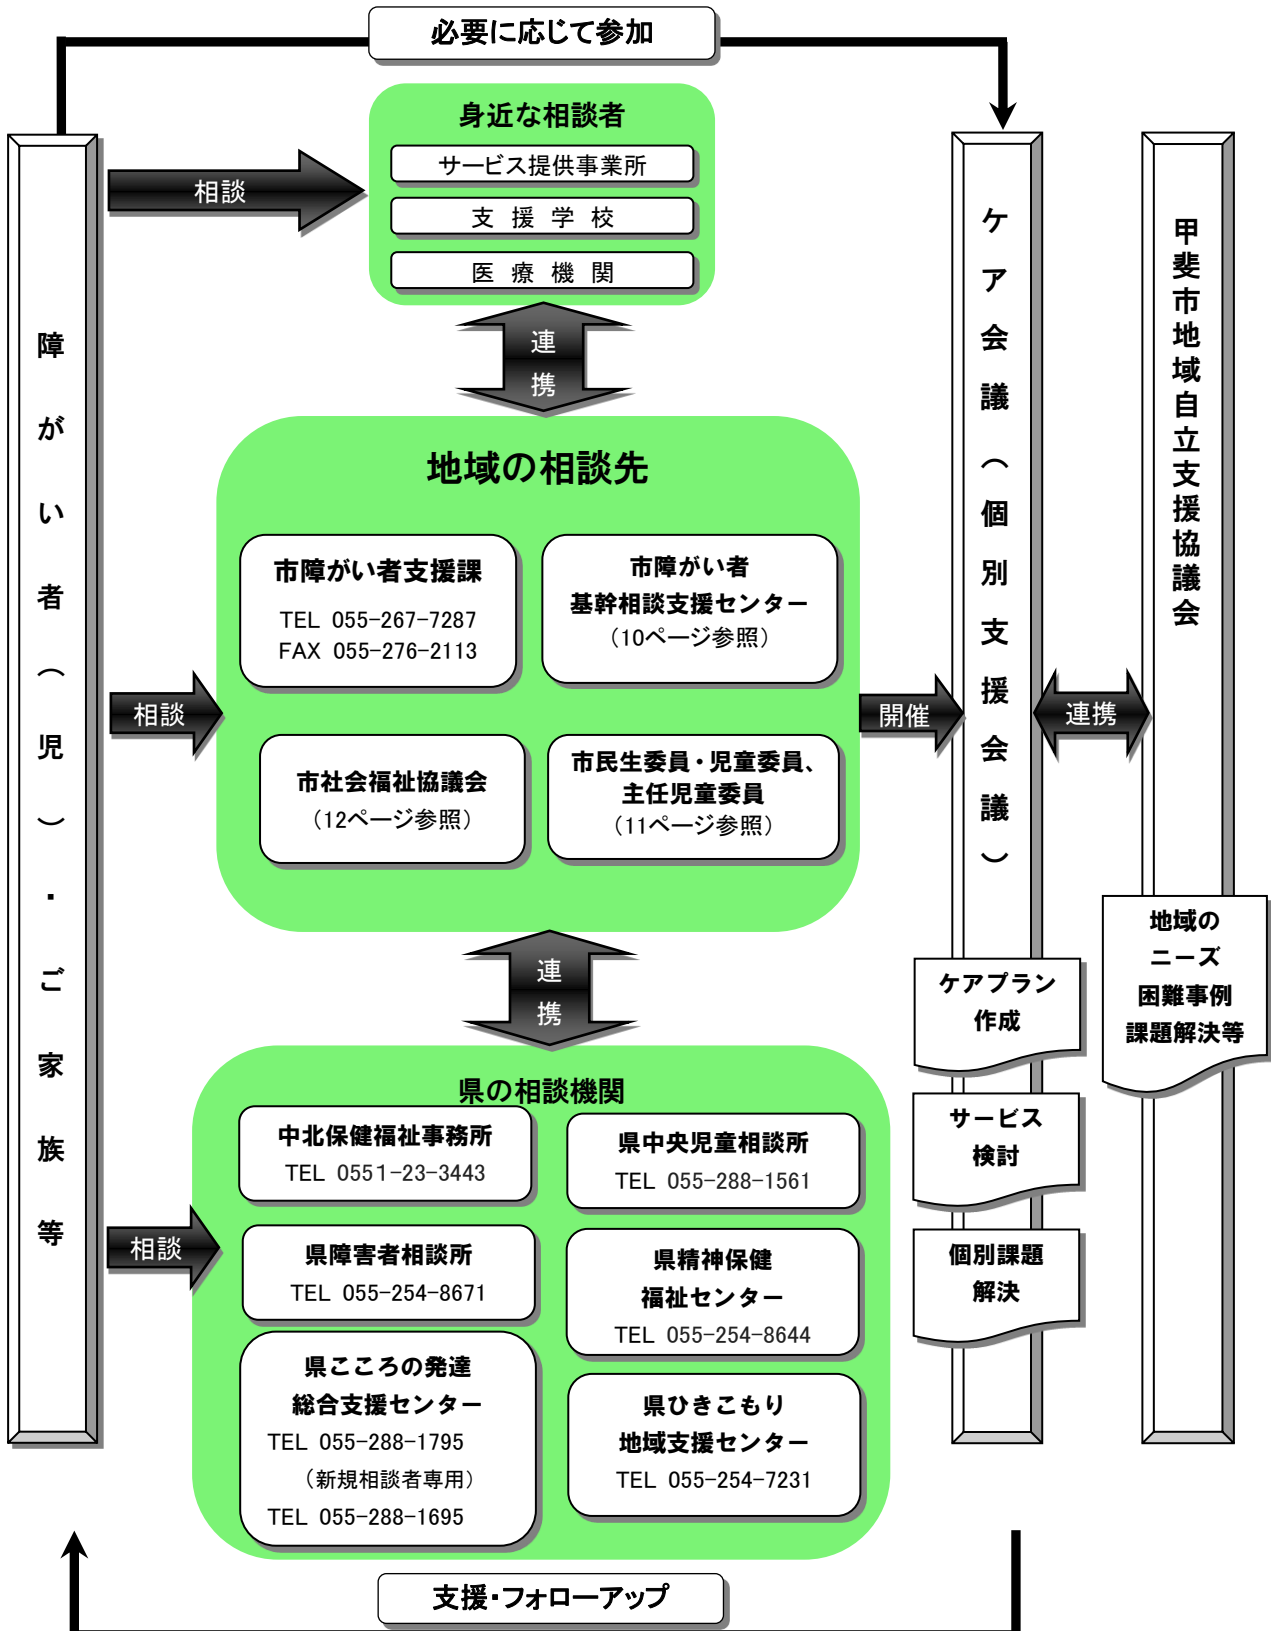 必要に応じて参加
障がい者（児）・ご家族等
相談
身近な相談者
サービス提供事業所
支援学校
医療機関
連携
地域の相談先
市障がい者支援課
TEL 055-267-7287
FAX 055-276-2113
市障がい者
基幹相談支援センター
（10ページ参照）
相談
市社会福祉協議会
（12ページ参照）
市民生委員・児童委員、
主任児童委員
（11ページ参照）
開催
ケア会議（個別支援会議）
連携
甲斐市地域自立支援協議会
地域の
ニーズ
困難事例
課題解決等
ケアプラン
作成
サービス
検討
個別課題
解決
連携
県の相談機関
中北保健福祉事務所
TEL 0551-23-3443
県中央児童相談所
TEL 055-288-1561
相談
県障害者相談所
TEL 055-254-8671
県精神保健
福祉センター
TEL 055-254-8644
県こころの発達
総合支援センター
TEL 055-288-1795
（新規相談者専用）
TEL 055-288-1695
県ひきこもり
地域支援センター
TEL 055-254-7231
支援・フォローアップ